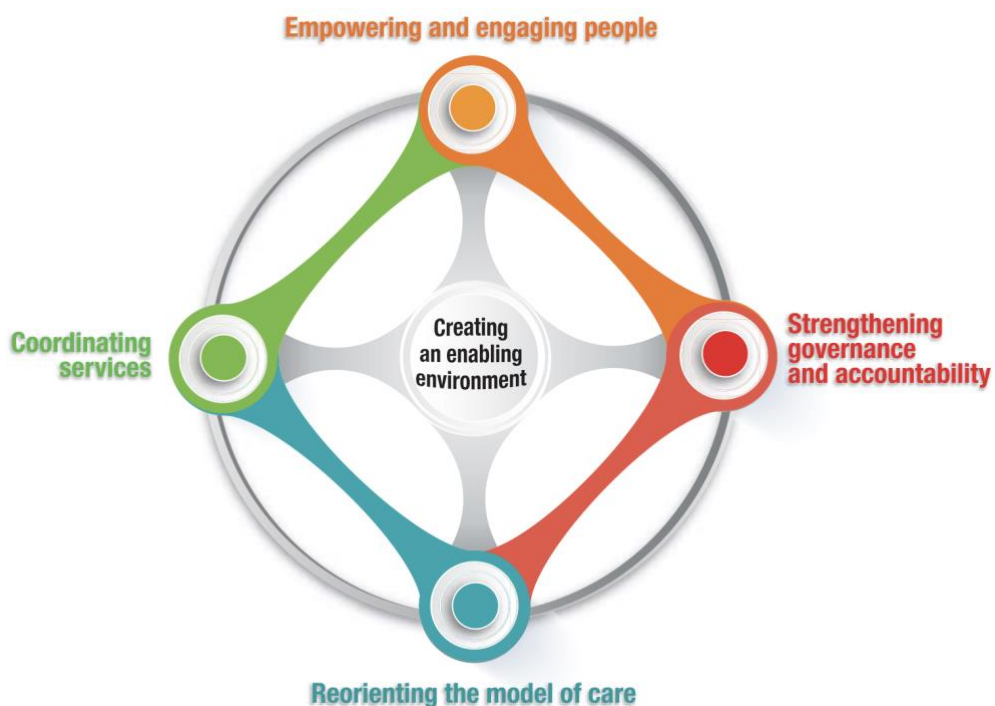 Empowering and engaging people
Coordinating
services
Creating
an enabling
environment
Strengthening
governance
and accountability
Reorienting the model of care